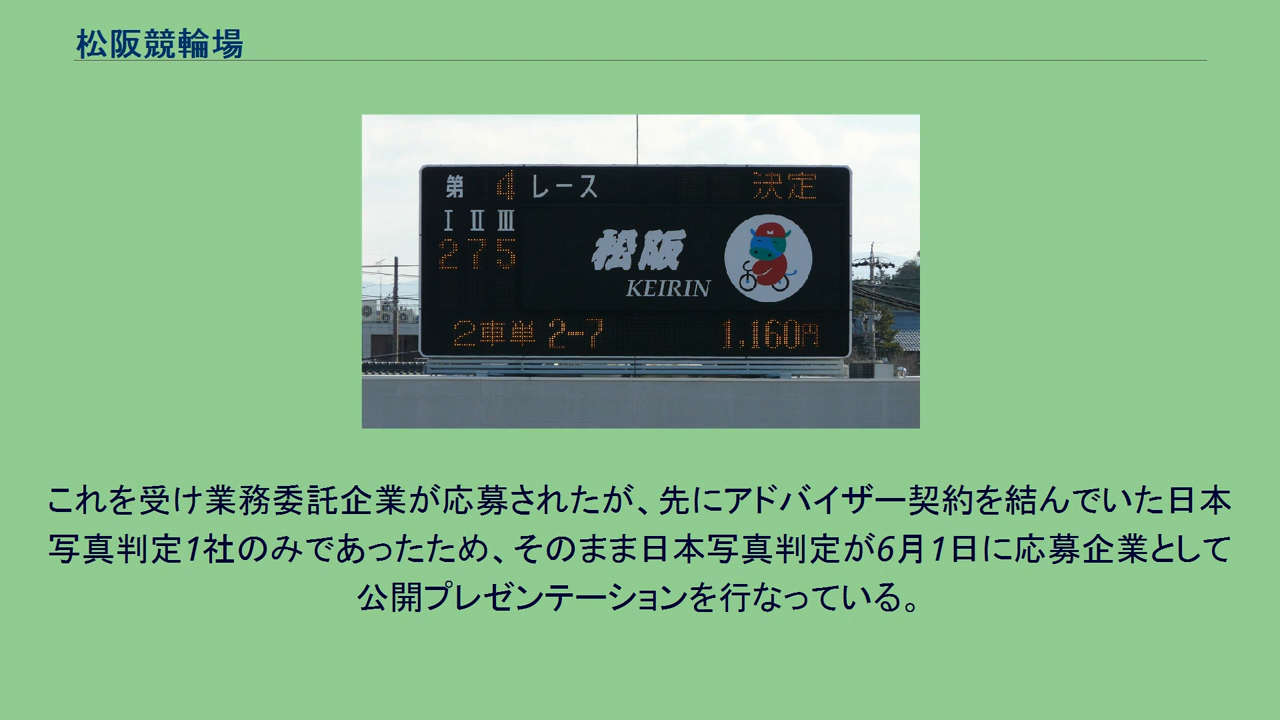 松阪競輪場
第 4 レース 決定
Ⅰ Ⅱ Ⅲ
2 7 5
松阪
KEIRIN
2車単 2-7 1,160円
これを受け業務委託企業が応募されたが、先にアドバイザー契約を結んでいた日本
写真判定1社のみであったため、そのまま日本写真判定が6月1日に応募企業として
公開プレゼンテーションを行なっている。